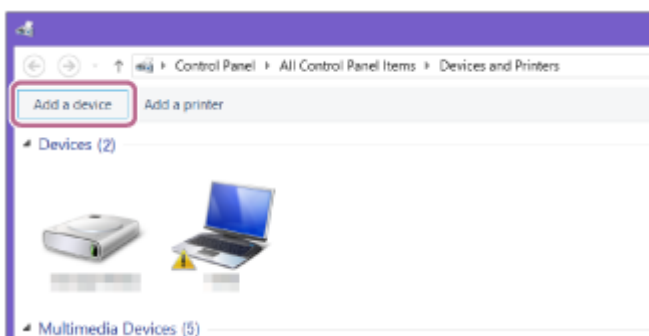 Control Panel ▸ All Control Panel Items ▸ Devices and Printers
Add a device Add a printer
Devices (2)
Multimedia Devices (5)